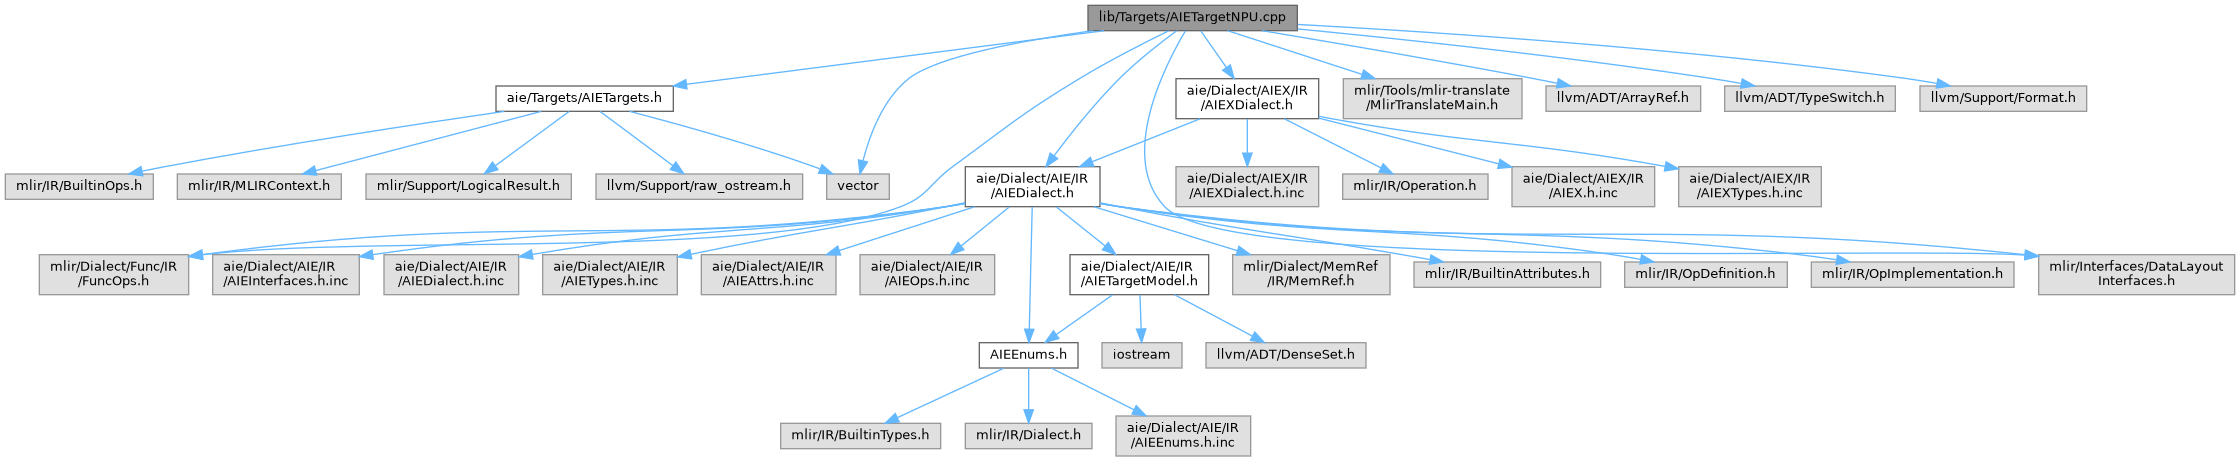 lib/Targets/AIETargetNPU.cpp
aie/Targets/AIETargets.h
aie/Dialect/AIEX/IR
/AIEXDialect.h
mlir/Tools/mlir-translate
/MlirTranslateMain.h
llvm/ADT/ArrayRef.h
llvm/ADT/TypeSwitch.h
llvm/Support/Format.h
mlir/IR/BuiltinOps.h
mlir/IR/MLIRContext.h
mlir/Support/LogicalResult.h
llvm/Support/raw_ostream.h
vector
aie/Dialect/AIE/IR
/AIEDialect.h
aie/Dialect/AIEX/IR
/AIEXDialect.h.inc
mlir/IR/Operation.h
aie/Dialect/AIEX/IR
/AIEX.h.inc
aie/Dialect/AIEX/IR
/AIEXTypes.h.inc
mlir/Dialect/Func/IR
/FuncOps.h
aie/Dialect/AIE/IR
/AIEInterfaces.h.inc
aie/Dialect/AIE/IR
/AIEDialect.h.inc
aie/Dialect/AIE/IR
/AIETypes.h.inc
aie/Dialect/AIE/IR
/AIEAttrs.h.inc
aie/Dialect/AIE/IR
/AIEOps.h.inc
aie/Dialect/AIE/IR
/AIETargetModel.h
mlir/Dialect/MemRef
/IR/MemRef.h
mlir/IR/BuiltinAttributes.h
mlir/IR/OpDefinition.h
mlir/IR/OpImplementation.h
mlir/Interfaces/DataLayout
Interfaces.h
AIEEnums.h
iostream
llvm/ADT/DenseSet.h
mlir/IR/BuiltinTypes.h
mlir/IR/Dialect.h
aie/Dialect/AIE/IR
/AIEEnums.h.inc